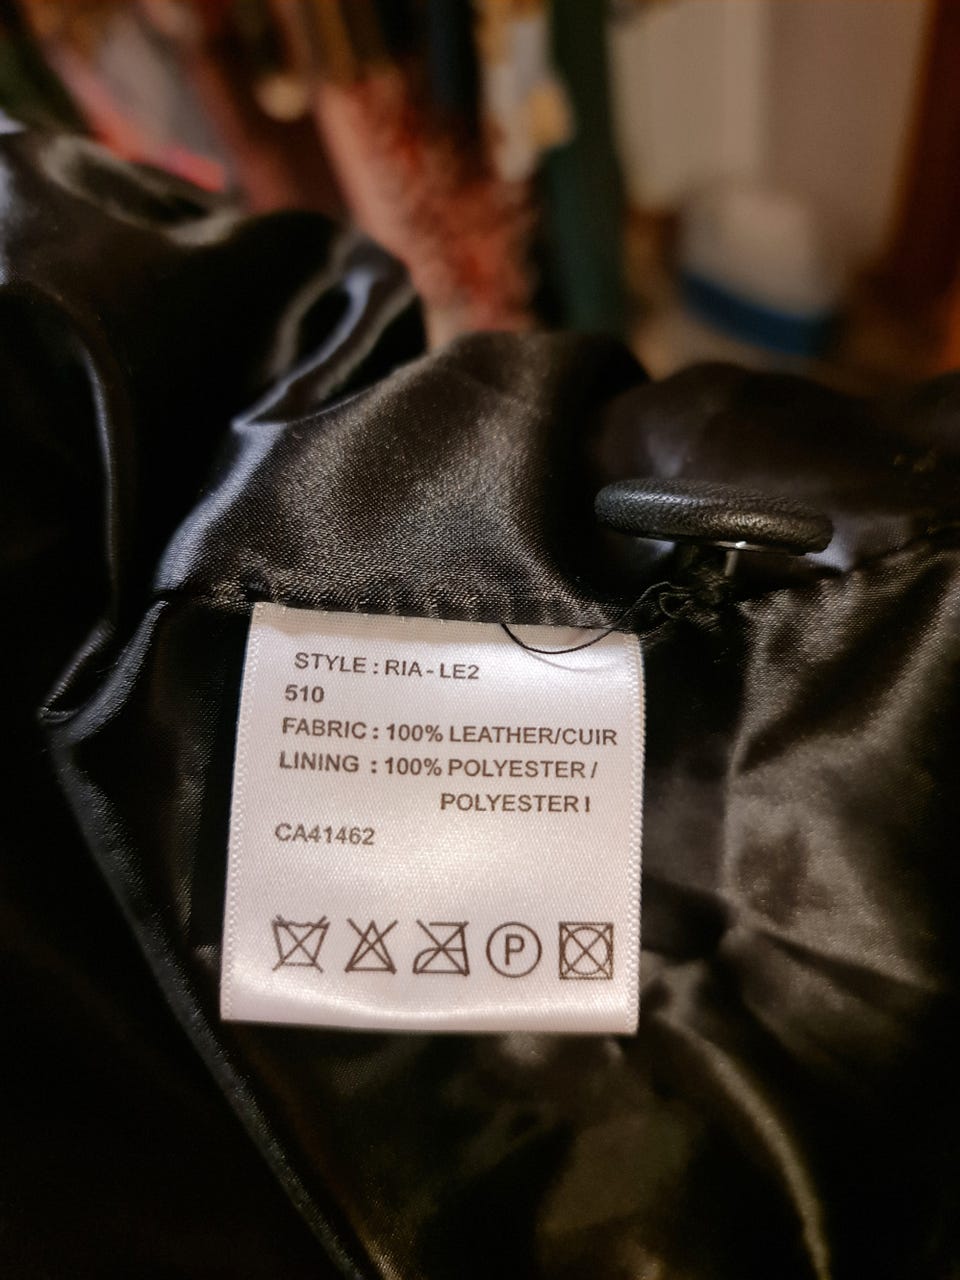 STYLE : RIA - LE2
510
FABRIC : 100% LEATHER/CUIR
LINING : 100% POLYESTER /
POLYESTER I
CA41462
P